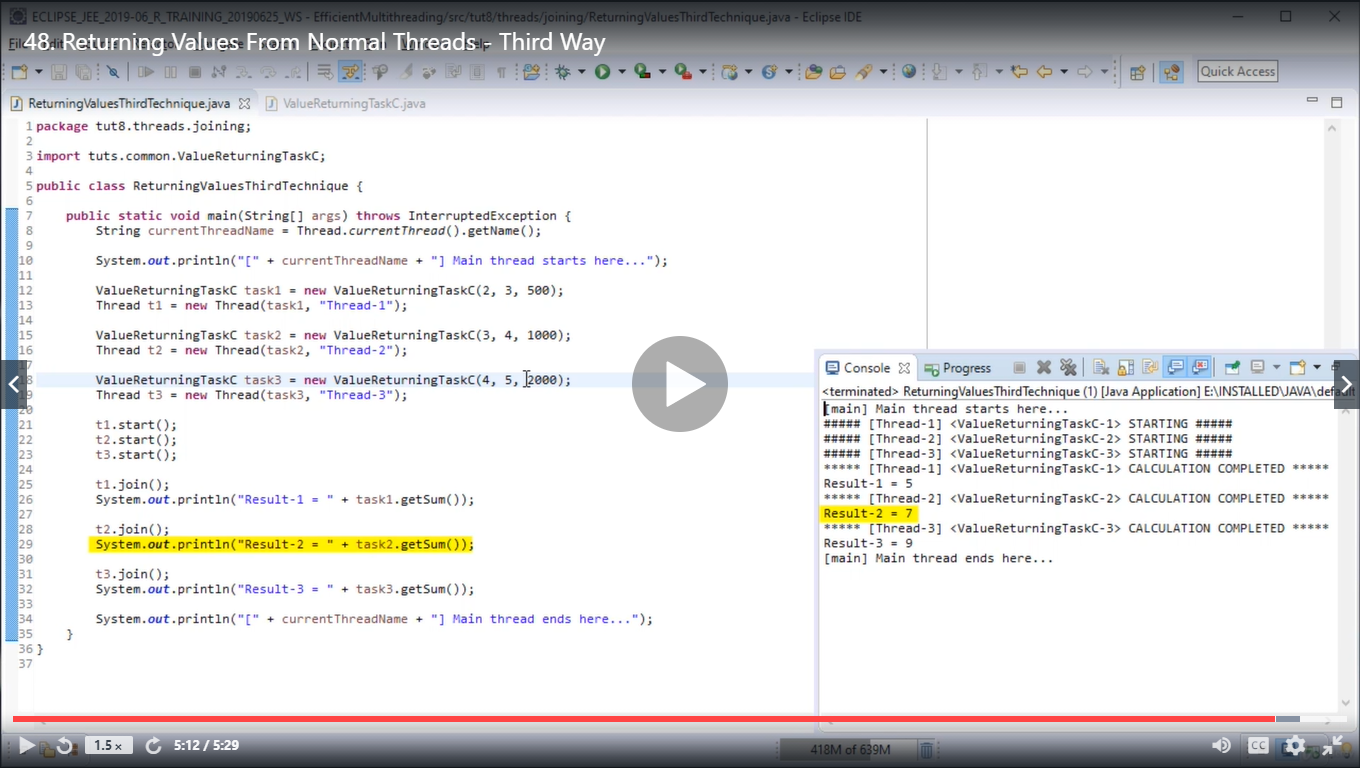 ECLIPSE_JEE_2019-06_R_TRAINING_20190625_WS - EfficientMultithreading/src/tut8/threads/joining/ReturningValuesThirdTechnique.java - Eclipse IDE
48. Returning Values From Normal Threads - Third Way
Quick Access
ReturningValuesThirdTechnique.java
ValueReturningTaskC.java
1 package tut8.threads.joining;
2
3 import tuts.common.ValueReturningTaskC;
4
5 public class ReturningValuesThirdTechnique {
6
7 public static void main(String[] args) throws InterruptedException {
8 String currentThreadName = Thread.currentThread().getName();
9
10 System.out.println("[" + currentThreadName + "] Main thread starts here...");
11
12 ValueReturningTaskC task1 = new ValueReturningTaskC(2, 3, 500);
13 Thread t1 = new Thread(task1, "Thread-1");
14
15 ValueReturningTaskC task2 = new ValueReturningTaskC(3, 4, 1000);
16 Thread t2 = new Thread(task2, "Thread-2");
17
18 ValueReturningTaskC task3 = new ValueReturningTaskC(4, 5, 2000);
19 Thread t3 = new Thread(task3, "Thread-3");
20
21 t1.start();
22 t2.start();
23 t3.start();
24
25 t1.join();
26 System.out.println("Result-1 = " + task1.getSum());
27
28 t2.join();
29 System.out.println("Result-2 = " + task2.getSum());
30
31 t3.join();
32 System.out.println("Result-3 = " + task3.getSum());
33
34 System.out.println("[" + currentThreadName + "] Main thread ends here...");
35 }
36 }
37
Console
Progress
<terminated> ReturningValuesThirdTechnique (1) [Java Application] E:\INSTALLED\JAVA\default
[main] Main thread starts here...
##### [Thread-1] <ValueReturningTaskC-1> STARTING #####
##### [Thread-2] <ValueReturningTaskC-2> STARTING #####
##### [Thread-3] <ValueReturningTaskC-3> STARTING #####
***** [Thread-1] <ValueReturningTaskC-1> CALCULATION COMPLETED *****
Result-1 = 5
***** [Thread-2] <ValueReturningTaskC-2> CALCULATION COMPLETED *****
Result-2 = 7
***** [Thread-3] <ValueReturningTaskC-3> CALCULATION COMPLETED *****
Result-3 = 9
[main] Main thread ends here...
1.5 x
5:12 / 5:29
418M of 639M
CC